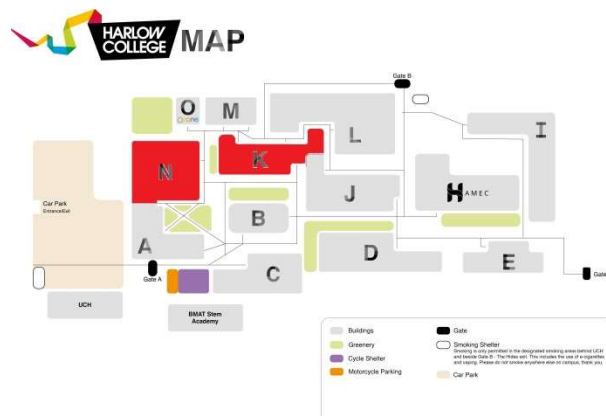 HARLOW
COLLEGE
MAP
Gate B
O
zone
M
L
I
N
K
Car Park
Entrance/Exit
J
H AMEC
B
A
D
E
C
Gate A
Gate
UCH
BMAT Stem
Academy
Buildings
Greenery
Cycle Shelter
Motorcycle Parking
Gate
Smoking Shelter
Smoking is only permitted in the designated smoking areas behind UCH
and beside Gate B - The Hides exit. This includes the use of e-cigarettes
and vaping. Please do not smoke anywhere else on campus, thank you.
Car Park